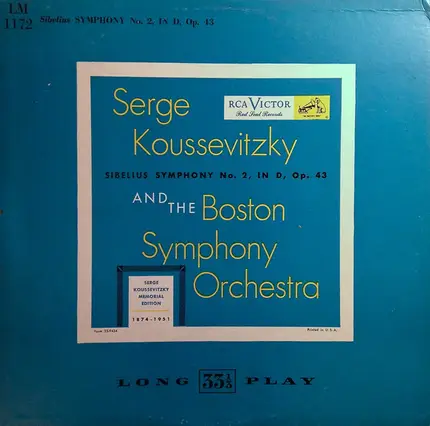 LM
1172
Sibelius SYMPHONY No. 2, IN D, Op. 43
Serge
Koussevitzky
RCA VICTOR
Red Seal Records
SIBELIUS SYMPHONY No. 2, IN D, Op. 43
AND THE Boston
Symphony
Orchestra
SERGE
KOUSSEVITZKY
MEMORIAL
EDITION
1874-1951
Printed in U. S. A.
LONG 33 1/3 PLAY